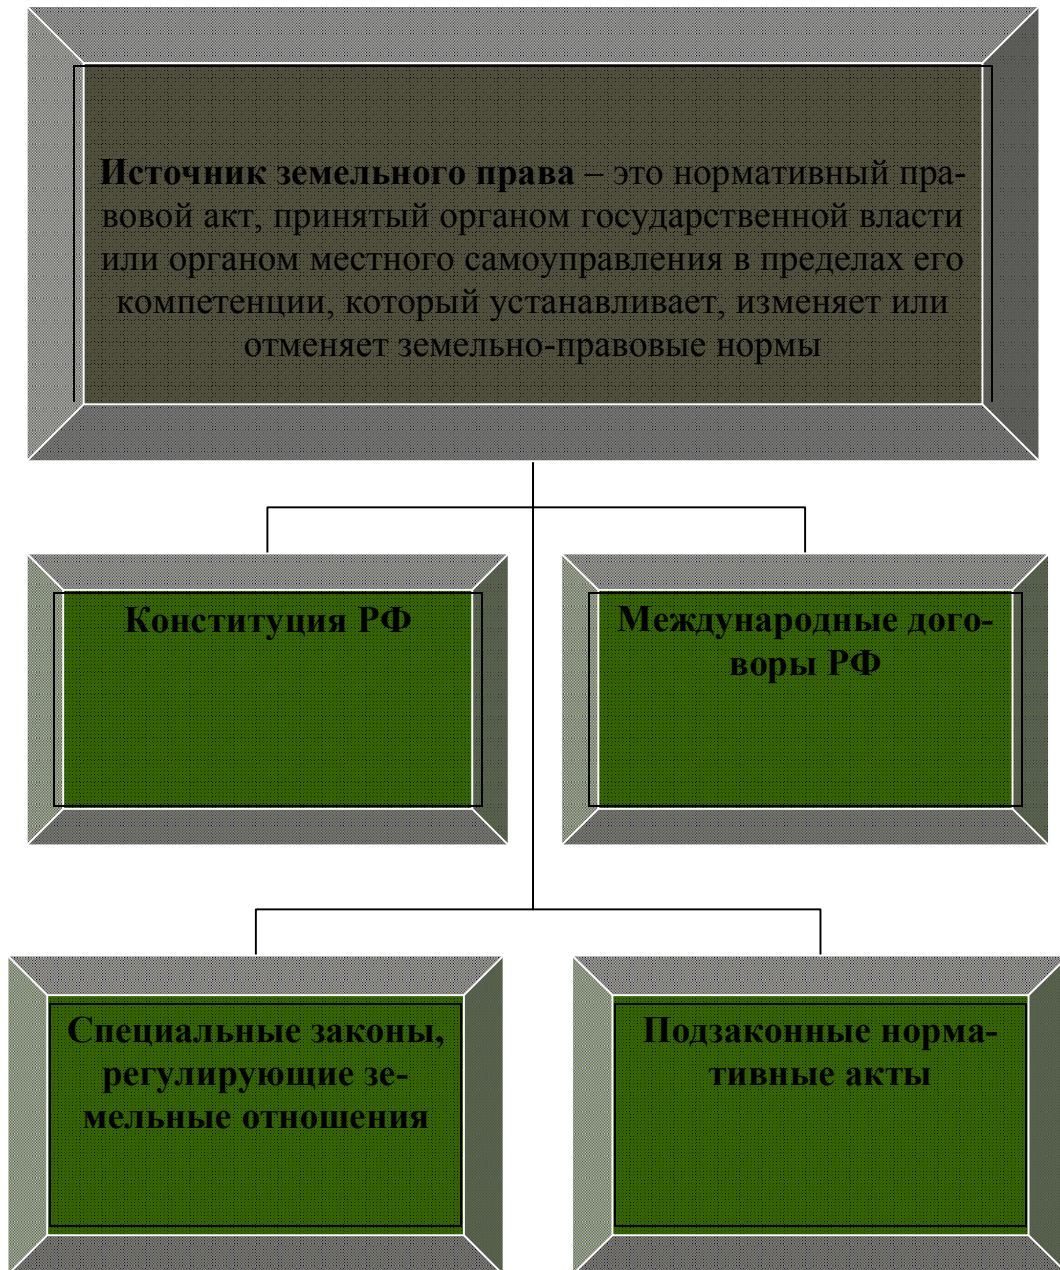 Источник земельного права – это нормативный пра-
вовой акт, принятый органом государственной власти
или органом местного самоуправления в пределах его
компетенции, который устанавливает, изменяет или
отменяет земельно-правовые нормы
Конституция РФ
Международные дого-
воры РФ
Специальные законы,
регулирующие зе-
мельные отношения
Подзаконные норма-
тивные акты